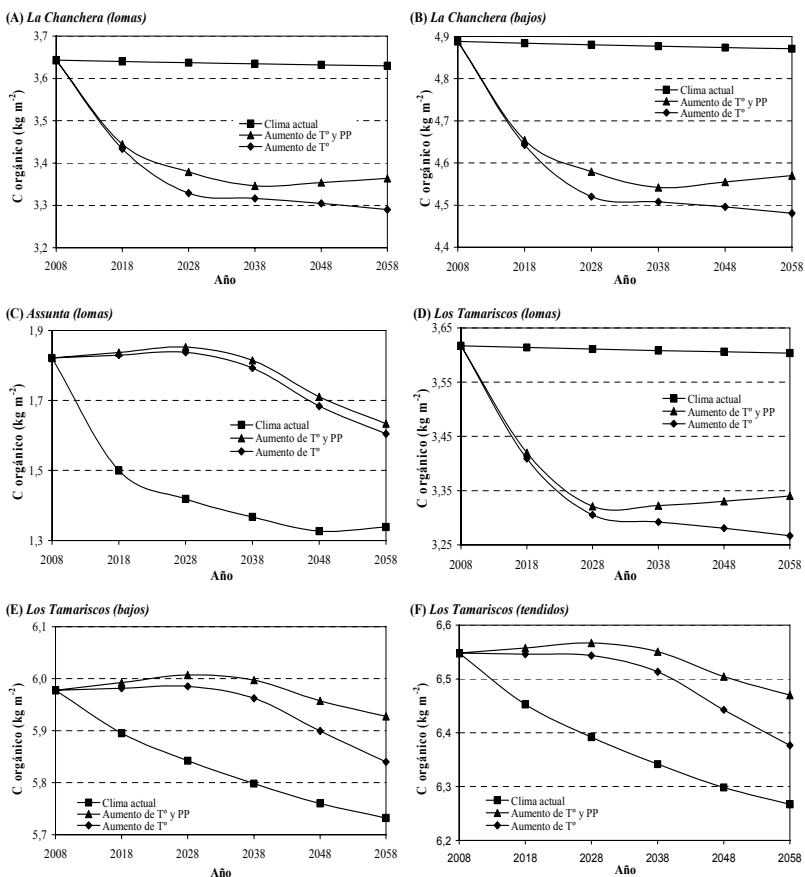 (A) La Chanchera (lomas)
3,7
3,6
3,5
3,4
3,3
3,2
C orgánico (kg m-2)
2008 2018 2028 2038 2048 2058
Año
Clima actual
Aumento de Tº y PP
Aumento de Tº
(B) La Chanchera (bajos)
4,9
4,8
4,7
4,6
4,5
4,4
C orgánico (kg m-2)
2008 2018 2028 2038 2048 2058
Año
Clima actual
Aumento de Tº y PP
Aumento de Tº
(C) Assunta (lomas)
1,9
1,7
1,5
1,3
C orgánico (kg m-2)
2008 2018 2028 2038 2048 2058
Año
Clima actual
Aumento de Tº y PP
Aumento de Tº
(D) Los Tamariscos (lomas)
3,65
3,55
3,45
3,35
3,25
C orgánico (kg m-2)
2008 2018 2028 2038 2048 2058
Año
Clima actual
Aumento de Tº y PP
Aumento de Tº
(E) Los Tamariscos (bajos)
6,1
6,0
5,9
5,8
5,7
C orgánico (kg m-2)
2008 2018 2028 2038 2048 2058
Año
Clima actual
Aumento de Tº y PP
Aumento de Tº
(F) Los Tamariscos (tendidos)
6,6
6,5
6,4
6,3
6,2
C orgánico (kg m-2)
2008 2018 2028 2038 2048 2058
Año
Clima actual
Aumento de Tº y PP
Aumento de Tº